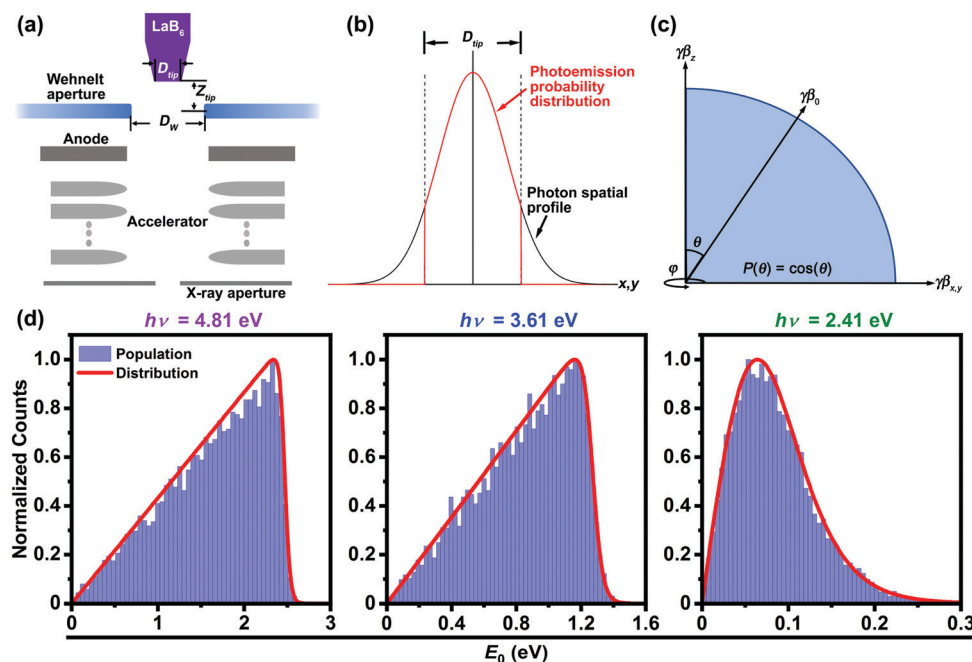 (a)
LaB6
Dtip
Wehnelt
aperture
Ztip
DW
Anode
Accelerator
X-ray aperture
(b)
Dtip
Photoemission
probability
distribution
Photon spatial
profile
x,y
(c)
γβz
γβ0
θ
φ
P(θ) = cos(θ)
γβx,y
(d)
hν = 4.81 eV
hν = 3.61 eV
hν = 2.41 eV
Population
Distribution
Normalized Counts
1.0
0.8
0.6
0.4
0.2
0
0 1 2 3
1.0
0.8
0.6
0.4
0.2
0
0 0.4 0.8 1.2 1.6
1.0
0.8
0.6
0.4
0.2
0
0 0.1 0.2 0.3
E0 (eV)